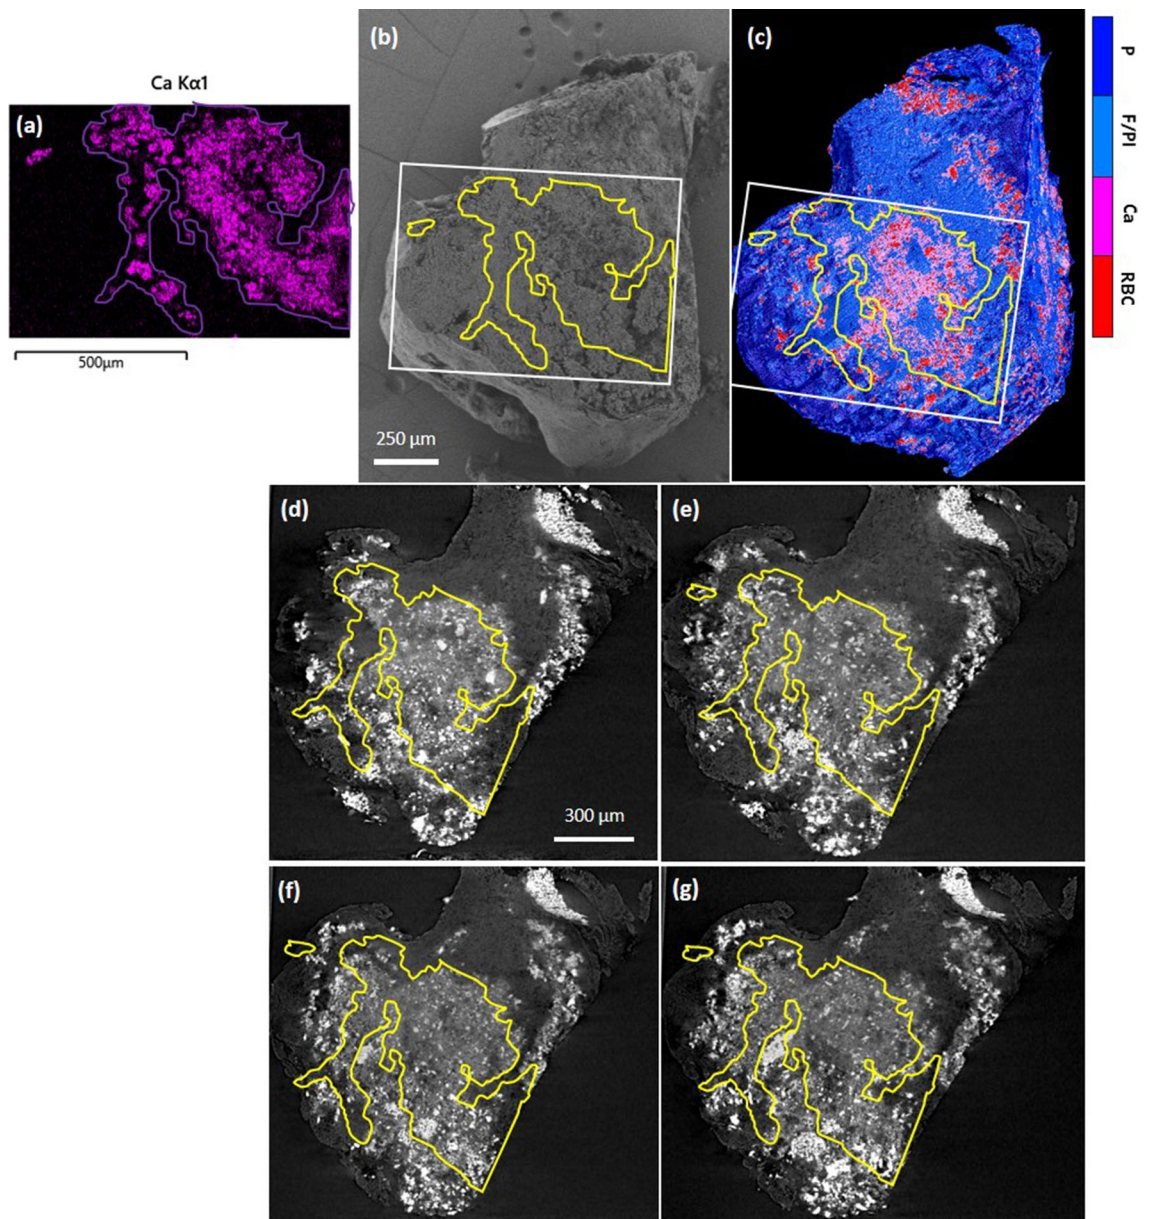 Ca Kα1
(a)
500µm
(b)
250 µm
(c)
P
F/Pl
Ca
RBC
(d)
300 µm
(e)
(f)
(g)